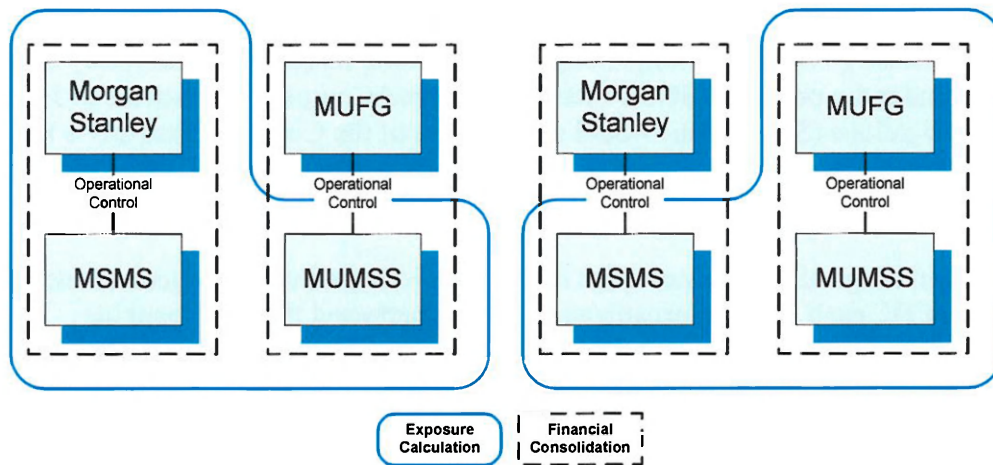 Morgan
Stanley
MUFG
Morgan
Stanley
MUFG
Operational
Control
Operational
Control
Operational
Control
Operational
Control
MSMS
MUMSS
MSMS
MUMSS
Exposure
Calculation
Financial
Consolidation